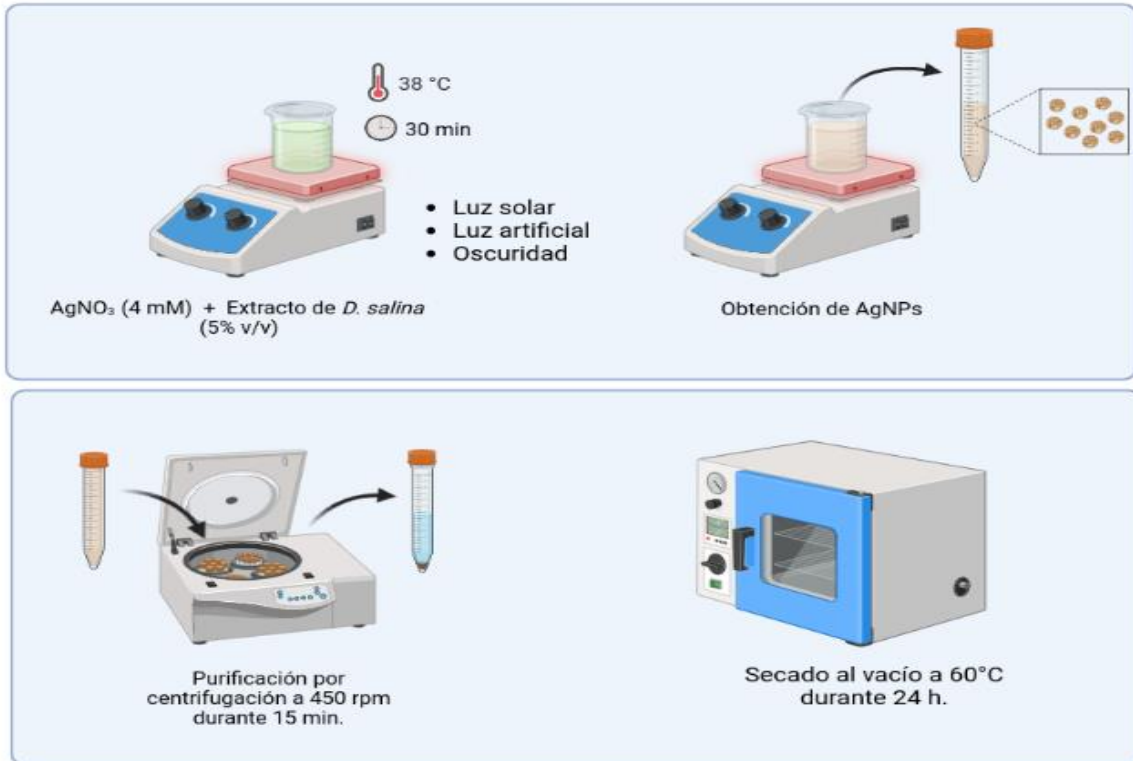 38 °C
30 min
• Luz solar
• Luz artificial
• Oscuridad
AgNO₃ (4 mM) + Extracto de D. salina
(5% v/v)
Obtención de AgNPs
Purificación por
centrifugación a 450 rpm
durante 15 min.
Secado al vacío a 60°C
durante 24 h.